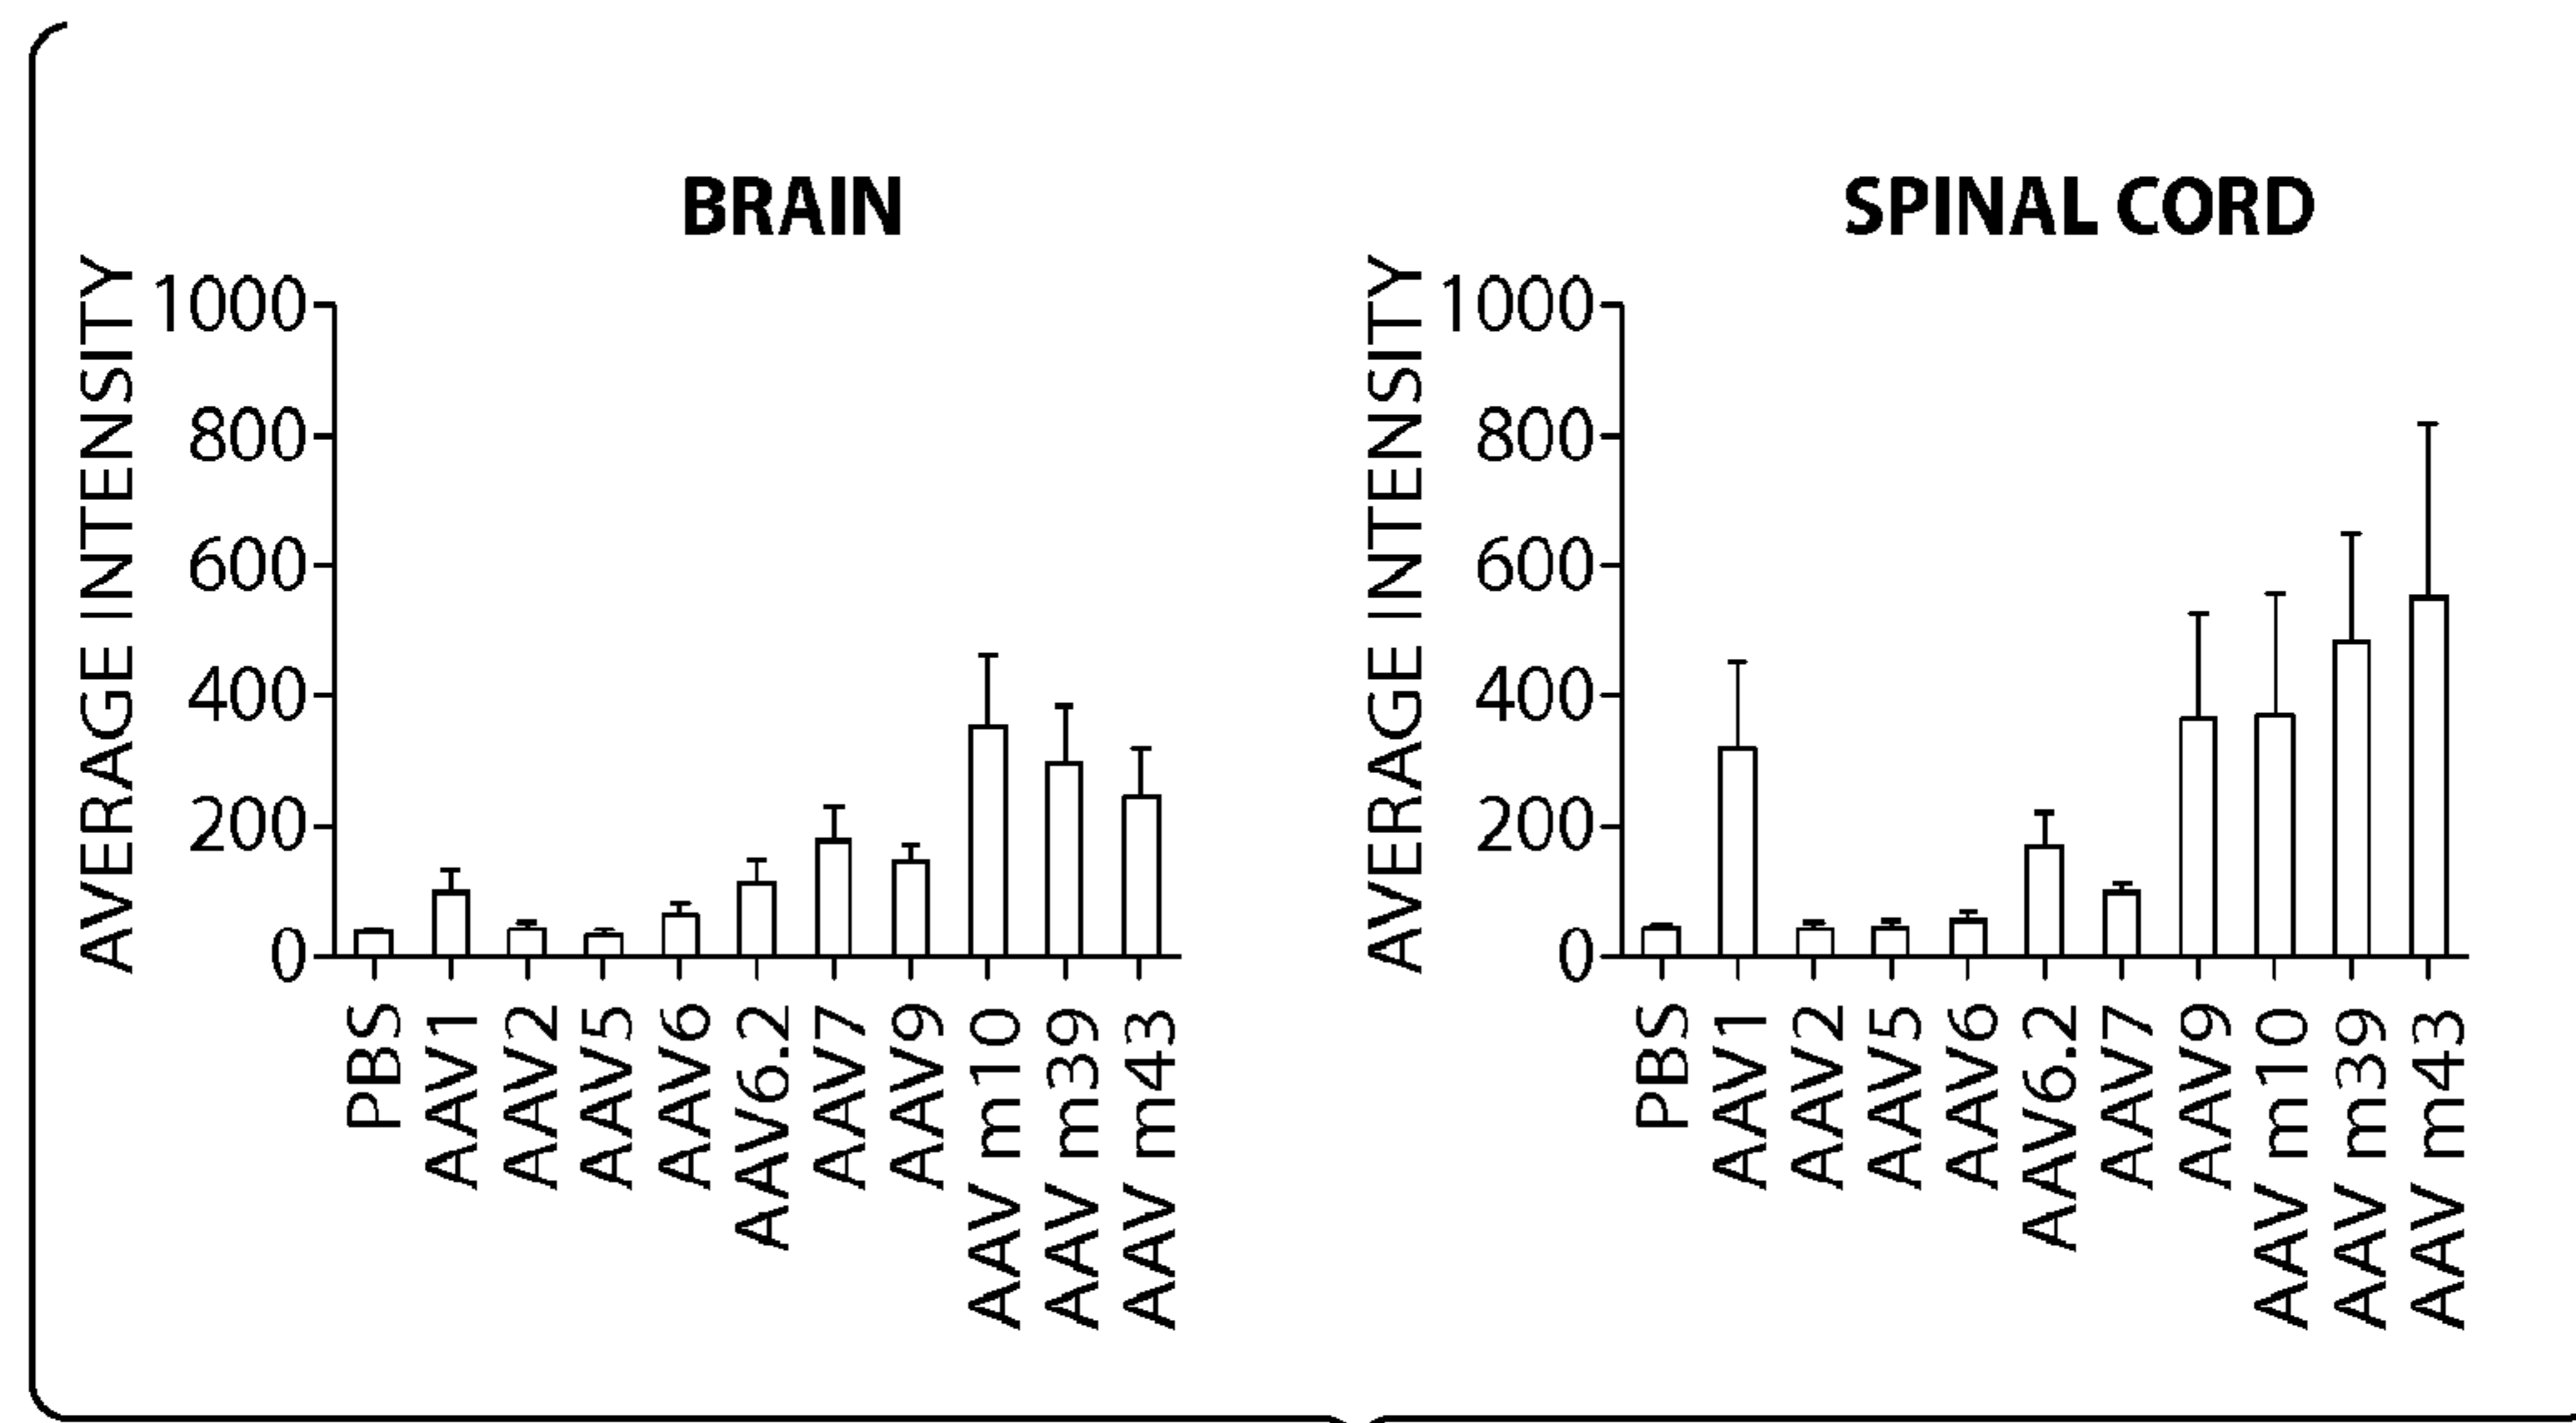 BRAIN
AVERAGE INTENSITY
1000
800
600
400
200
0
PBS
AAV1
AAV2
AAV5
AAV6
AAV6.2
AAV7
AAV9
AAV m10
AAV m39
AAV m43
SPINAL CORD
AVERAGE INTENSITY
1000
800
600
400
200
0
PBS
AAV1
AAV2
AAV5
AAV6
AAV6.2
AAV7
AAV9
AAV m10
AAV m39
AAV m43